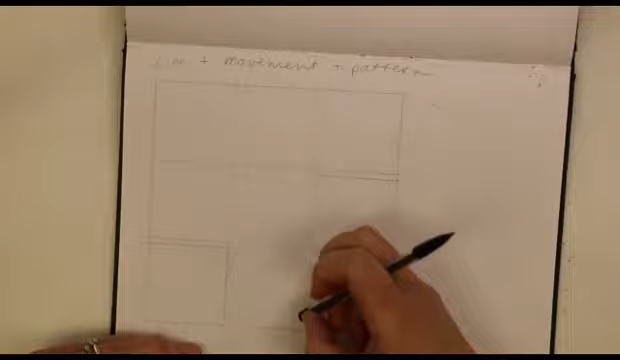 + movement + pattern